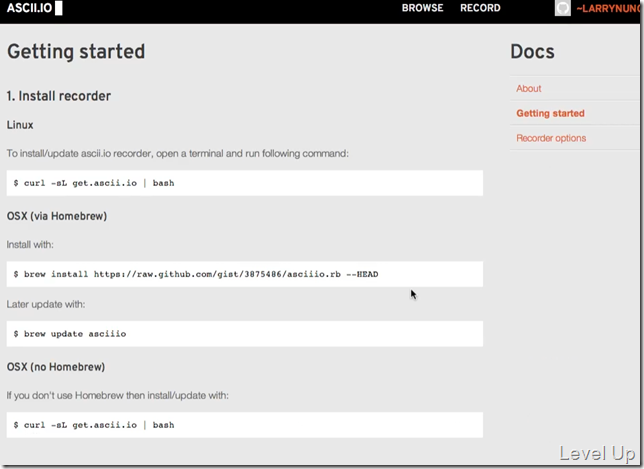 ASCII.IO
BROWSE RECORD ~LARRYNUNG
Getting started
1. Install recorder
Linux
To install/update ascii.io recorder, open a terminal and run following command:
$ curl -sL get.ascii.io | bash
OSX (via Homebrew)
Install with:
$ brew install https://raw.github.com/gist/3875486/asciiio.rb --HEAD
Later update with:
$ brew update asciiio
OSX (no Homebrew)
If you don't use Homebrew then install/update with:
$ curl -sL get.ascii.io | bash
Docs
About
Getting started
Recorder options
Level Up